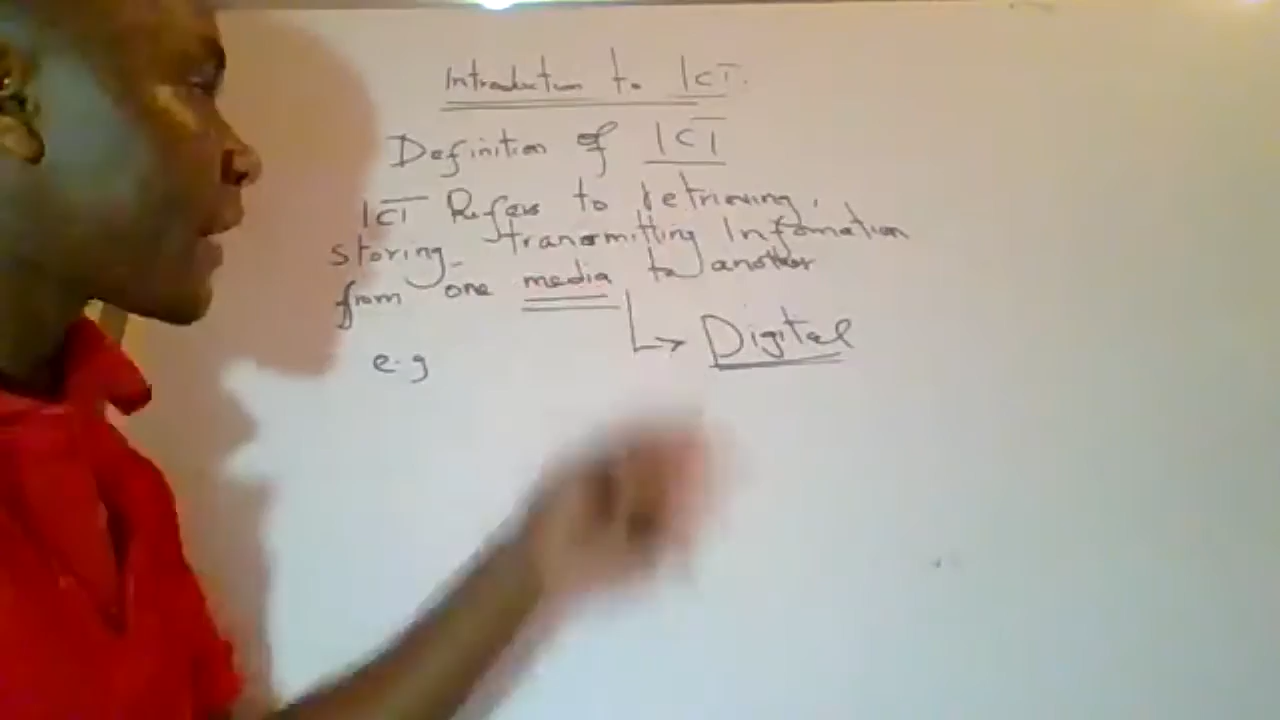 Introduction to ICT.
Definition of ICT
ICT Refers to retrieving,
storing, transmitting Information
from one media to another
↳ Digital
e.g